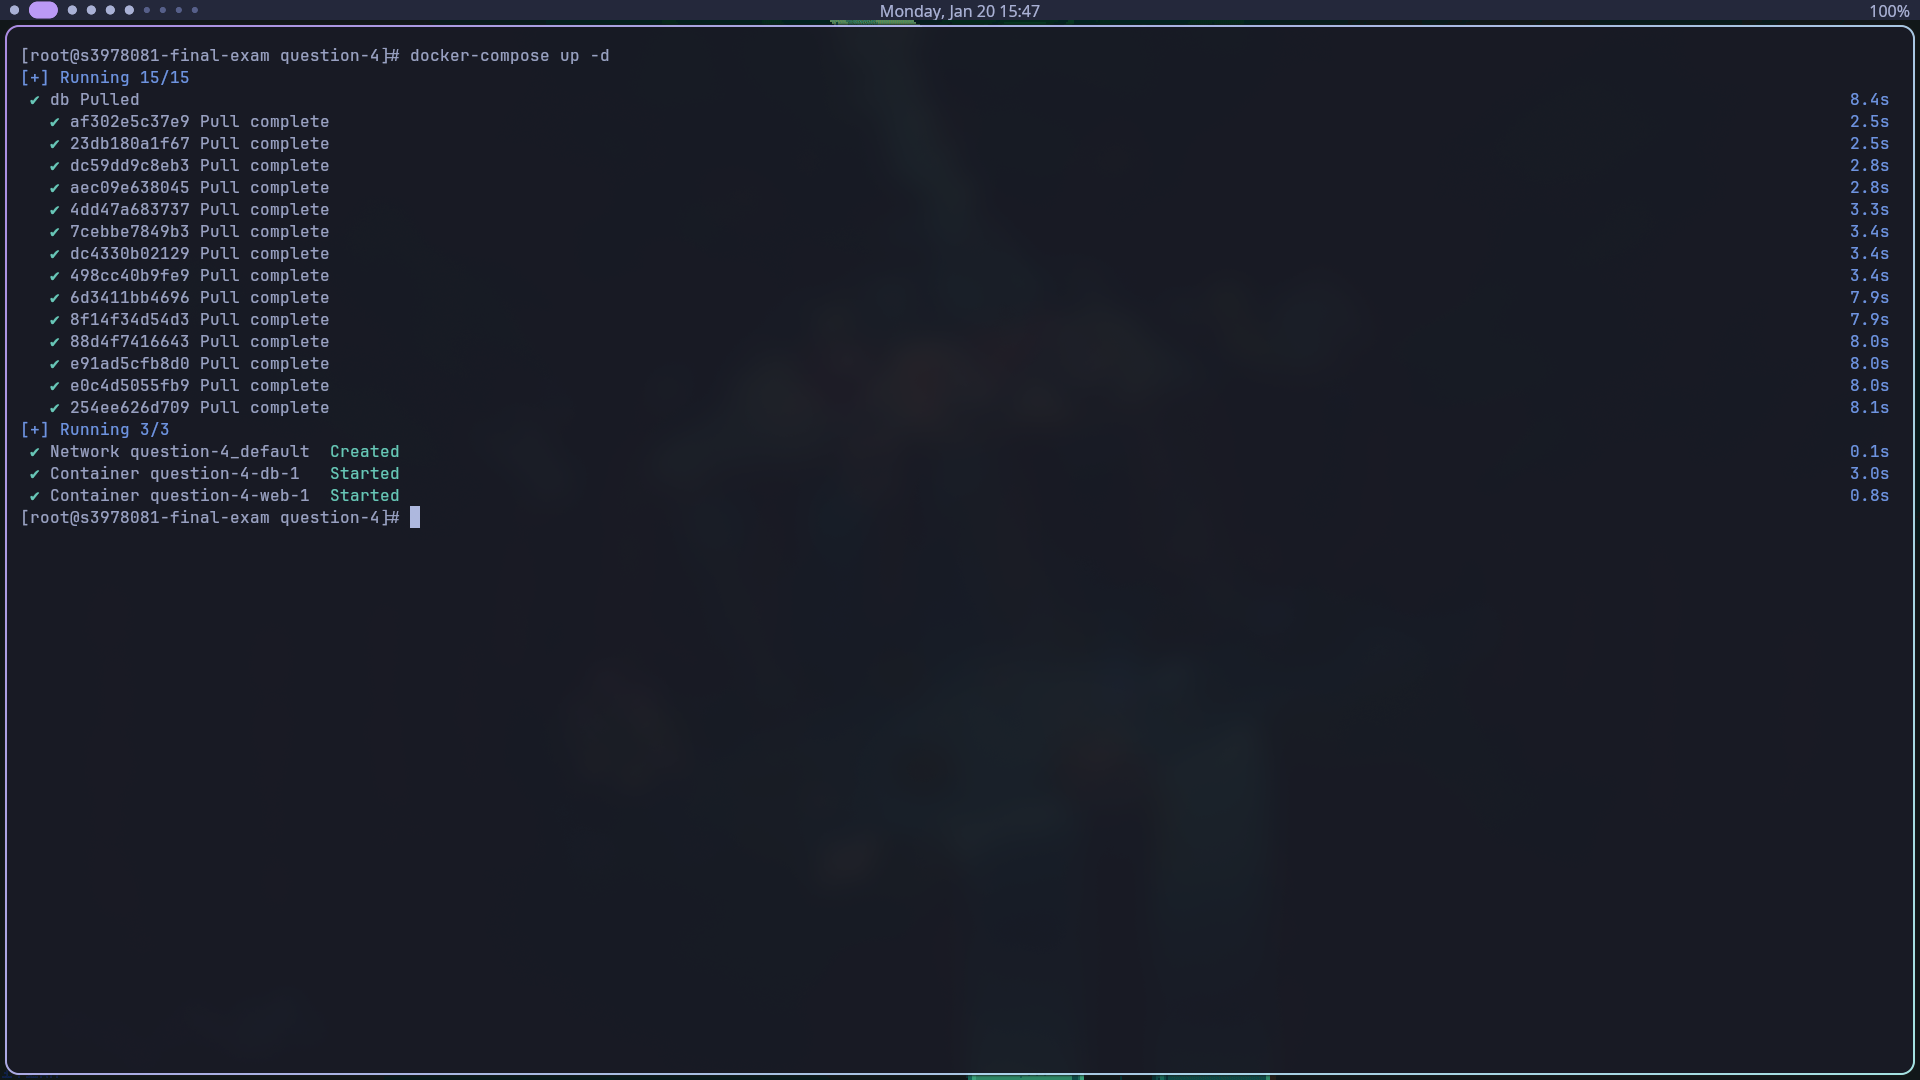 Monday, Jan 20 15:47
100%
[root@s3978081-final-exam question-4]# docker-compose up -d
[+] Running 15/15
✔ db Pulled 8.4s
✔ af302e5c37e9 Pull complete 2.5s
✔ 23db180a1f67 Pull complete 2.5s
✔ dc59dd9c8eb3 Pull complete 2.8s
✔ aec09e638045 Pull complete 2.8s
✔ 4dd47a683737 Pull complete 3.3s
✔ 7cebbe7849b3 Pull complete 3.4s
✔ dc4330b02129 Pull complete 3.4s
✔ 498cc40b9fe9 Pull complete 3.4s
✔ 6d3411bb4696 Pull complete 7.9s
✔ 8f14f34d54d3 Pull complete 7.9s
✔ 88d4f7416643 Pull complete 8.0s
✔ e91ad5cfb8d0 Pull complete 8.0s
✔ e0c4d5055fb9 Pull complete 8.0s
✔ 254ee626d709 Pull complete 8.1s
[+] Running 3/3
✔ Network question-4_default Created 0.1s
✔ Container question-4-db-1 Started 3.0s
✔ Container question-4-web-1 Started 0.8s
[root@s3978081-final-exam question-4]#